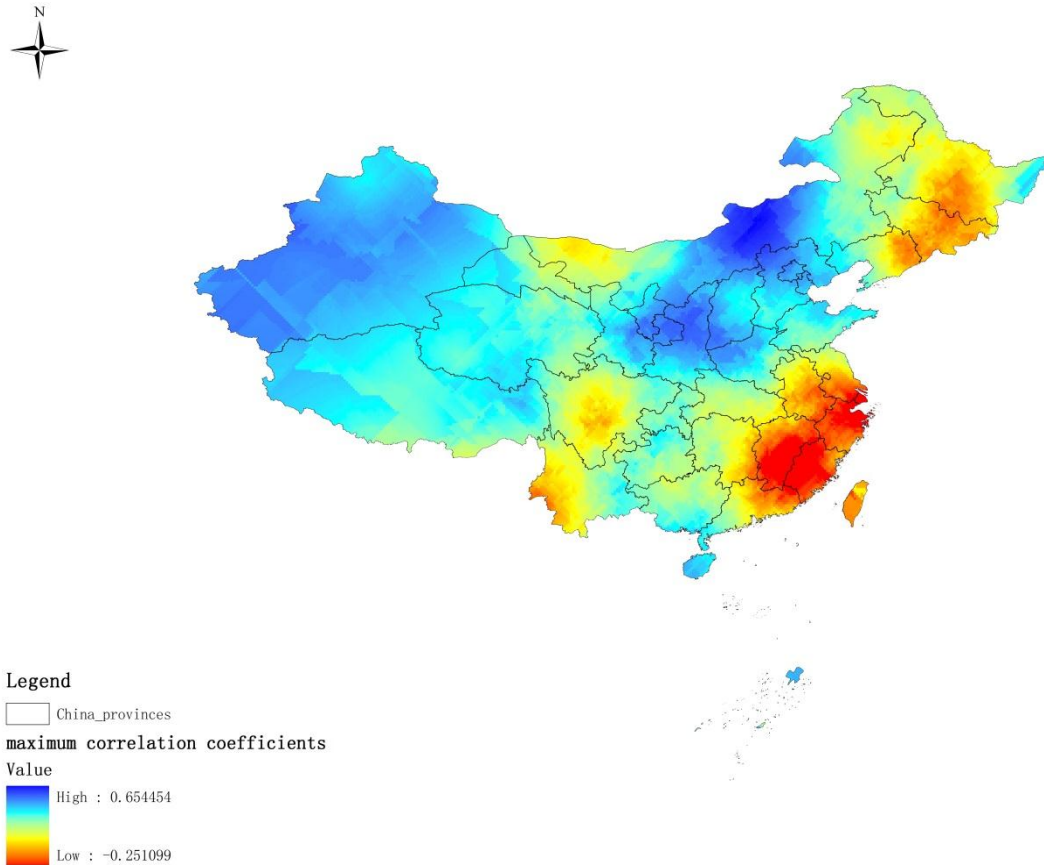 N
Legend
China_provinces
maximum correlation coefficients
Value
High : 0.654454
Low : -0.251099